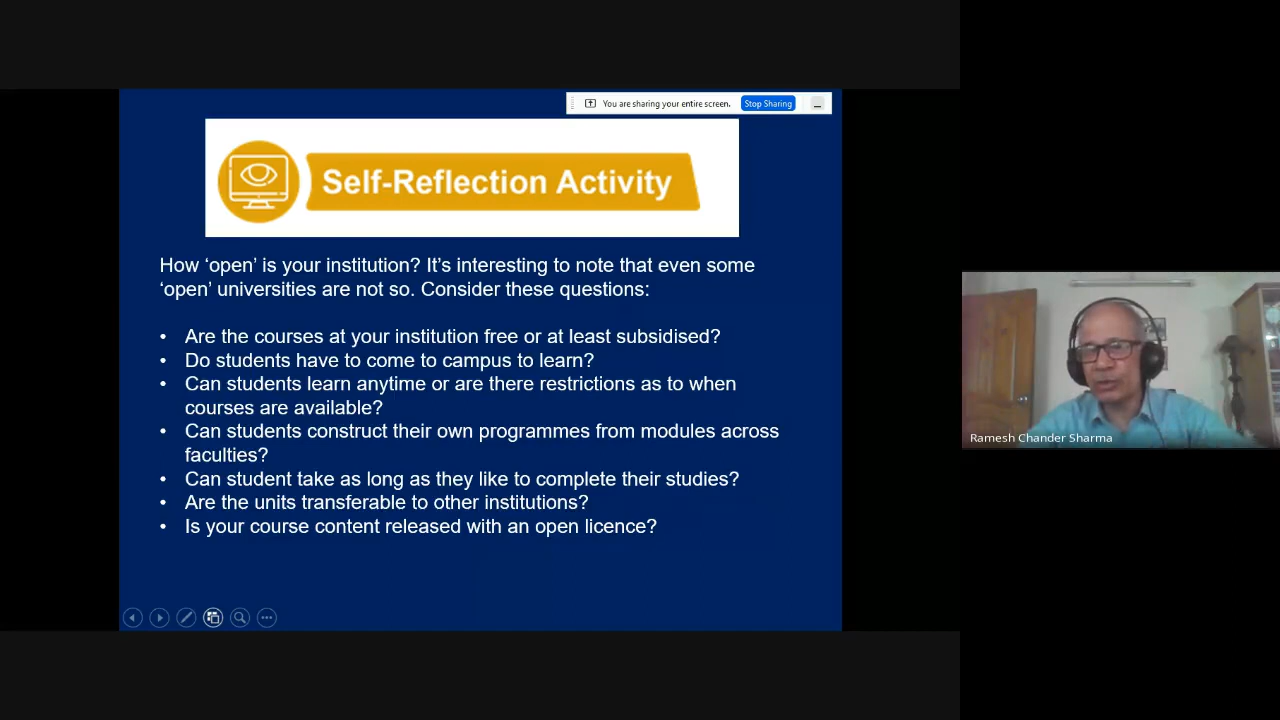 You are sharing your entire screen. Stop Sharing
Self-Reflection Activity
How ‘open’ is your institution? It’s interesting to note that even some
‘open’ universities are not so. Consider these questions:
• Are the courses at your institution free or at least subsidised?
• Do students have to come to campus to learn?
• Can students learn anytime or are there restrictions as to when
courses are available?
• Can students construct their own programmes from modules across
faculties?
• Can student take as long as they like to complete their studies?
• Are the units transferable to other institutions?
• Is your course content released with an open licence?
Ramesh Chander Sharma